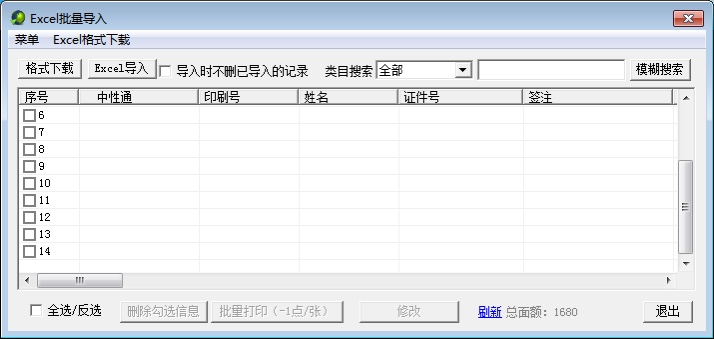 Excel批量导入
菜单 Excel格式下载
格式下载 Excel导入 导入时不删已导入的记录 类目搜索 全部 模糊搜索
序号 中性通 印刷号 姓名 证件号 签注
6
7
8
9
10
11
12
13
14
全选/反选 删除勾选信息 批量打印（-1点/张） 修改 刷新 总面额：1680 退出